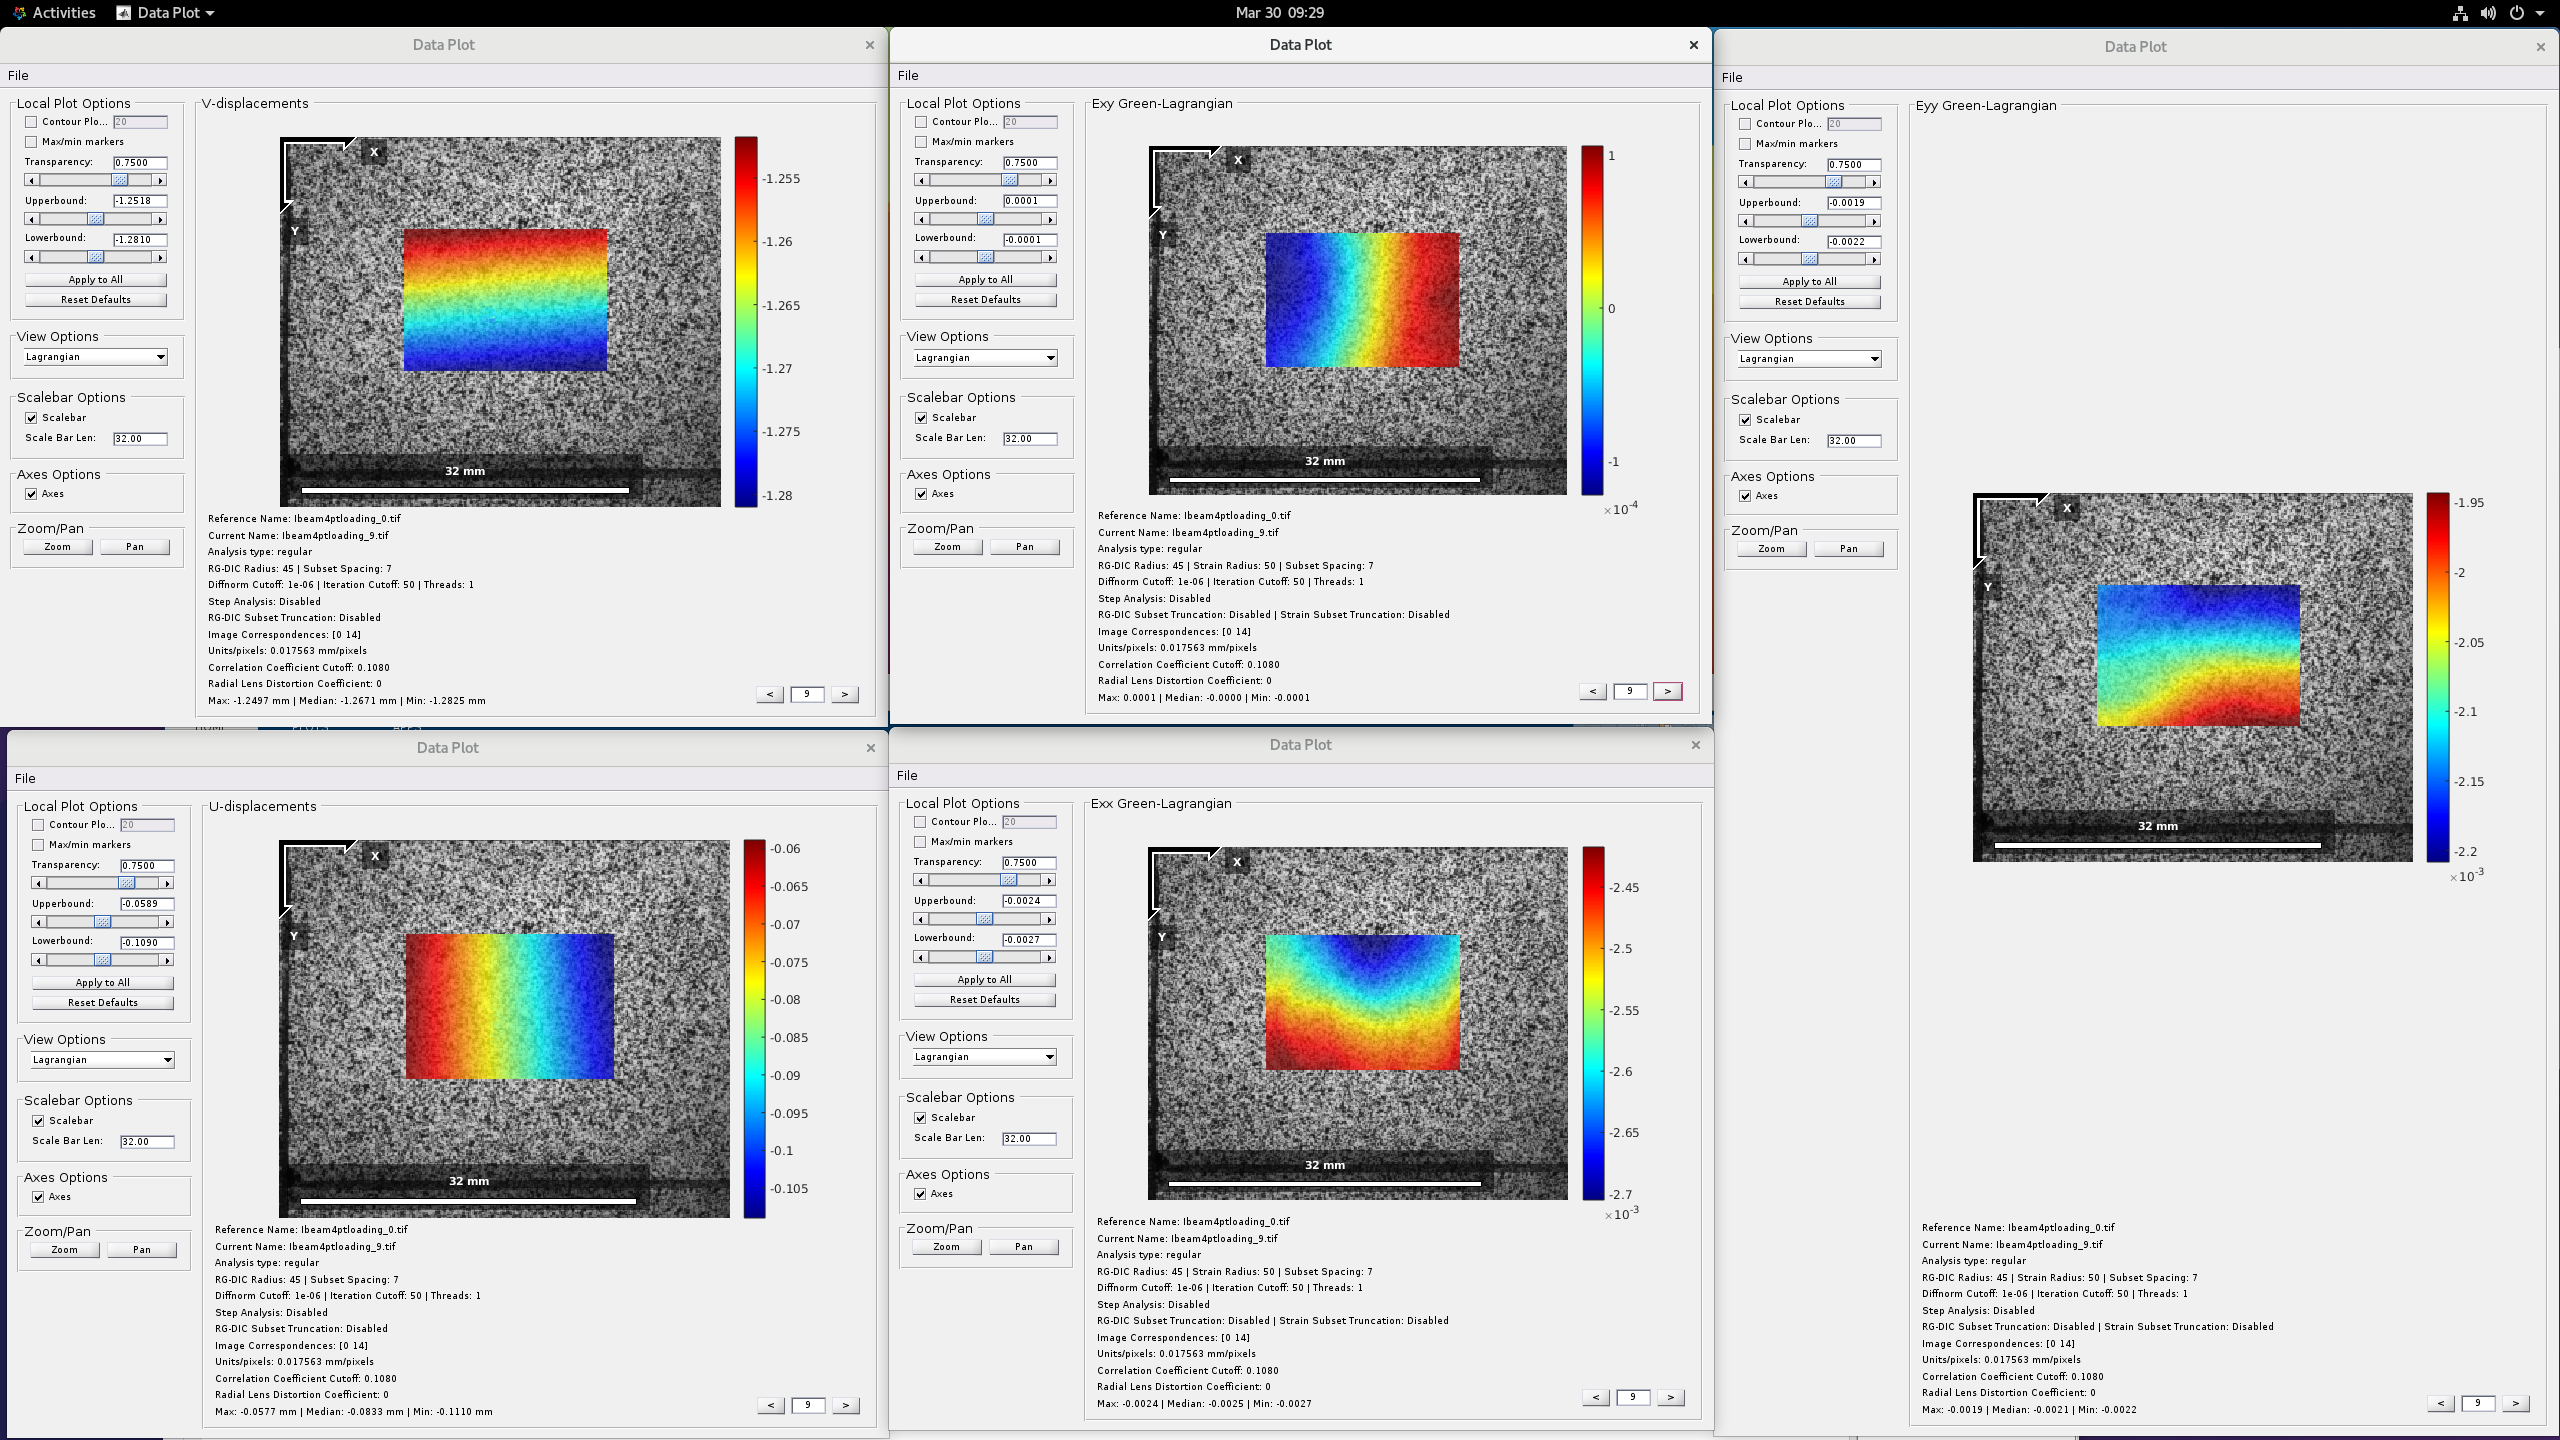 Activities Data Plot Mar 30 09:29
Data Plot
File
Local Plot Options
Contour Plo... 20
Max/min markers
Transparency: 0.7500
Upperbound: -1.2518
Lowerbound: -1.2810
Apply to All
Reset Defaults
View Options
Lagrangian
Scalebar Options
Scalebar
Scale Bar Len: 32.00
Axes Options
Axes
Zoom/Pan
Zoom Pan
V-displacements
X
Y
32 mm
-1.255
-1.26
-1.265
-1.27
-1.275
-1.28
Reference Name: Ibeam4ptloading_0.tif
Current Name: Ibeam4ptloading_9.tif
Analysis type: regular
RG-DIC Radius: 45 | Subset Spacing: 7
Diffnorm Cutoff: 1e-06 | Iteration Cutoff: 50 | Threads: 1
Step Analysis: Disabled
RG-DIC Subset Truncation: Disabled
Image Correspondences: [0 14]
Units/pixels: 0.017563 mm/pixels
Correlation Coefficient Cutoff: 0.1080
Radial Lens Distortion Coefficient: 0
Max: -1.2497 mm | Median: -1.2671 mm | Min: -1.2825 mm
< 9 >
Data Plot
File
Local Plot Options
Contour Plo... 20
Max/min markers
Transparency: 0.7500
Upperbound: 0.0001
Lowerbound: -0.0001
Apply to All
Reset Defaults
View Options
Lagrangian
Scalebar Options
Scalebar
Scale Bar Len: 32.00
Axes Options
Axes
Zoom/Pan
Zoom Pan
Exy Green-Lagrangian
X
Y
32 mm
1
0
-1
×10-4
Reference Name: Ibeam4ptloading_0.tif
Current Name: Ibeam4ptloading_9.tif
Analysis type: regular
RG-DIC Radius: 45 | Strain Radius: 50 | Subset Spacing: 7
Diffnorm Cutoff: 1e-06 | Iteration Cutoff: 50 | Threads: 1
Step Analysis: Disabled
RG-DIC Subset Truncation: Disabled | Strain Subset Truncation: Disabled
Image Correspondences: [0 14]
Units/pixels: 0.017563 mm/pixels
Correlation Coefficient Cutoff: 0.1080
Radial Lens Distortion Coefficient: 0
Max: 0.0001 | Median: -0.0000 | Min: -0.0001
< 9 >
Data Plot
File
Local Plot Options
Contour Plo... 20
Max/min markers
Transparency: 0.7500
Upperbound: -0.0019
Lowerbound: -0.0022
Apply to All
Reset Defaults
View Options
Lagrangian
Scalebar Options
Scalebar
Scale Bar Len: 32.00
Axes Options
Axes
Zoom/Pan
Zoom Pan
Eyy Green-Lagrangian
X
Y
32 mm
-1.95
-2
-2.05
-2.1
-2.15
-2.2
×10-3
Reference Name: Ibeam4ptloading_0.tif
Current Name: Ibeam4ptloading_9.tif
Analysis type: regular
RG-DIC Radius: 45 | Strain Radius: 50 | Subset Spacing: 7
Diffnorm Cutoff: 1e-06 | Iteration Cutoff: 50 | Threads: 1
Step Analysis: Disabled
RG-DIC Subset Truncation: Disabled | Strain Subset Truncation: Disabled
Image Correspondences: [0 14]
Units/pixels: 0.017563 mm/pixels
Correlation Coefficient Cutoff: 0.1080
Radial Lens Distortion Coefficient: 0
Max: -0.0019 | Median: -0.0021 | Min: -0.0022
< 9 >
Data Plot
File
Local Plot Options
Contour Plo... 20
Max/min markers
Transparency: 0.7500
Upperbound: -0.0589
Lowerbound: -0.1090
Apply to All
Reset Defaults
View Options
Lagrangian
Scalebar Options
Scalebar
Scale Bar Len: 32.00
Axes Options
Axes
Zoom/Pan
Zoom Pan
U-displacements
X
Y
32 mm
-0.06
-0.065
-0.07
-0.075
-0.08
-0.085
-0.09
-0.095
-0.1
-0.105
Reference Name: Ibeam4ptloading_0.tif
Current Name: Ibeam4ptloading_9.tif
Analysis type: regular
RG-DIC Radius: 45 | Subset Spacing: 7
Diffnorm Cutoff: 1e-06 | Iteration Cutoff: 50 | Threads: 1
Step Analysis: Disabled
RG-DIC Subset Truncation: Disabled
Image Correspondences: [0 14]
Units/pixels: 0.017563 mm/pixels
Correlation Coefficient Cutoff: 0.1080
Radial Lens Distortion Coefficient: 0
Max: -0.0577 mm | Median: -0.0833 mm | Min: -0.1110 mm
< 9 >
Data Plot
File
Local Plot Options
Contour Plo... 20
Max/min markers
Transparency: 0.7500
Upperbound: -0.0024
Lowerbound: -0.0027
Apply to All
Reset Defaults
View Options
Lagrangian
Scalebar Options
Scalebar
Scale Bar Len: 32.00
Axes Options
Axes
Zoom/Pan
Zoom Pan
Exx Green-Lagrangian
X
Y
32 mm
-2.45
-2.5
-2.55
-2.6
-2.65
-2.7
×10-3
Reference Name: Ibeam4ptloading_0.tif
Current Name: Ibeam4ptloading_9.tif
Analysis type: regular
RG-DIC Radius: 45 | Strain Radius: 50 | Subset Spacing: 7
Diffnorm Cutoff: 1e-06 | Iteration Cutoff: 50 | Threads: 1
Step Analysis: Disabled
RG-DIC Subset Truncation: Disabled | Strain Subset Truncation: Disabled
Image Correspondences: [0 14]
Units/pixels: 0.017563 mm/pixels
Correlation Coefficient Cutoff: 0.1080
Radial Lens Distortion Coefficient: 0
Max: -0.0024 | Median: -0.0025 | Min: -0.0027
< 9 >